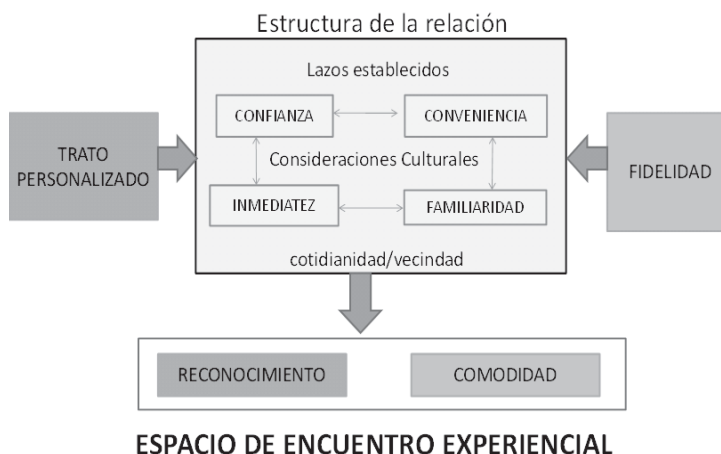 Estructura de la relación
Lazos establecidos
CONFIANZA
CONVENIENCIA
TRATO
PERSONALIZADO
Consideraciones Culturales
FIDELIDAD
INMEDIATEZ
FAMILIARIDAD
cotidianidad/vecindad
RECONOCIMIENTO
COMODIDAD
ESPACIO DE ENCUENTRO EXPERIENCIAL